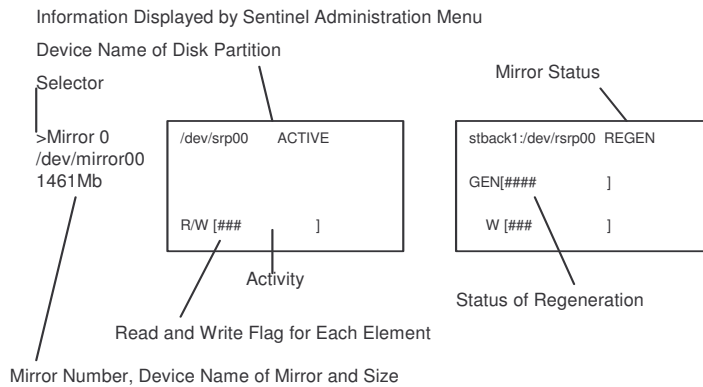 Information Displayed by Sentinel Administration Menu
Device Name of Disk Partition
Selector
Mirror Status
>Mirror 0
/dev/mirror00
1461Mb
/dev/srp00 ACTIVE
R/W [### ]
stback1:/dev/rsrp00 REGEN
GEN[#### ]
W [### ]
Activity
Status of Regeneration
Read and Write Flag for Each Element
Mirror Number, Device Name of Mirror and Size